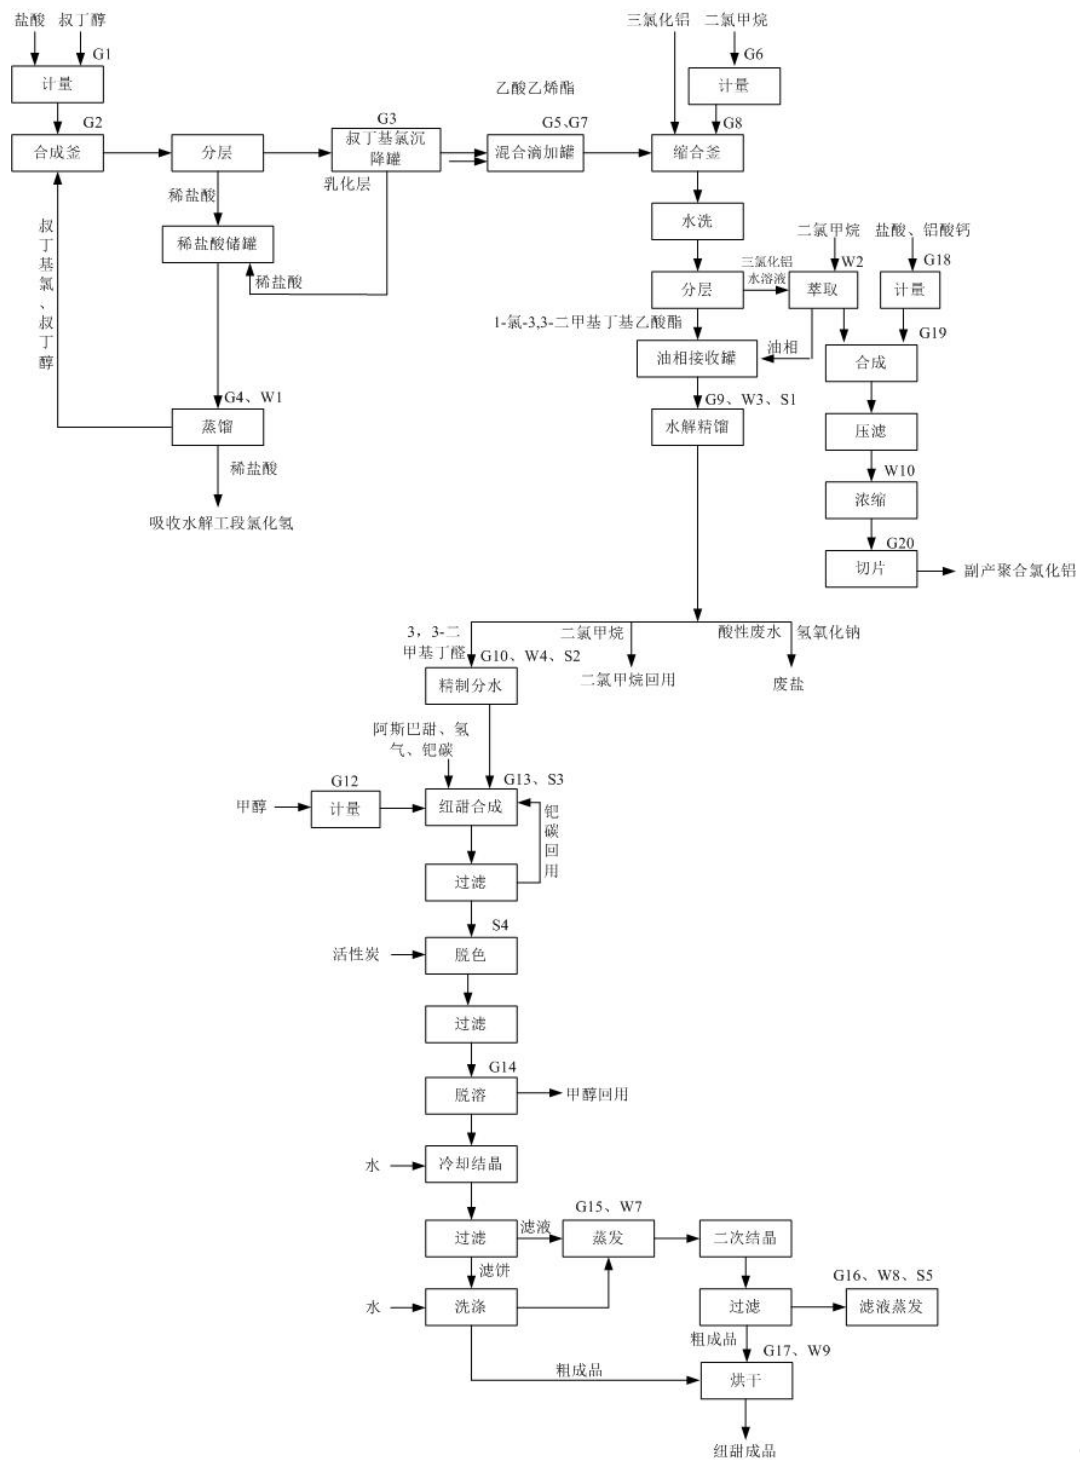 盐酸 叔丁醇
G1
计量
G2
合成釜
分层
G3
叔丁基氯沉
降罐
乳化层
乙酸乙烯酯
G5、G7
混合滴加罐
三氯化铝 二氯甲烷
G6
计量
G8
缩合釜
稀盐酸
稀盐酸储罐
稀盐酸
叔丁基氯、叔丁醇
G4、W1
蒸馏
稀盐酸
吸收水解工段氯化氢
水洗
分层
三氯化铝
水溶液
二氯甲烷
W2
萃取
盐酸、铝酸钙
G18
计量
G19
1-氯-3,3-二甲基丁基乙酸酯
油相接收罐
油相
合成
G9、W3、S1
水解精馏
压滤
W10
浓缩
G20
切片
副产聚合氯化铝
3，3-二
甲基丁醛
G10、W4、S2
精制分水
二氯甲烷
二氯甲烷回用
酸性废水
氢氧化钠
废盐
阿斯巴甜、氢
气、钯碳
G13、S3
甲醇
G12
计量
纽甜合成
钯碳回用
过滤
S4
活性炭
脱色
过滤
G14
脱溶
甲醇回用
水
冷却结晶
过滤
滤液
G15、W7
蒸发
二次结晶
滤饼
水
洗涤
过滤
G16、W8、S5
滤液蒸发
粗成品
粗成品
G17、W9
烘干
纽甜成品